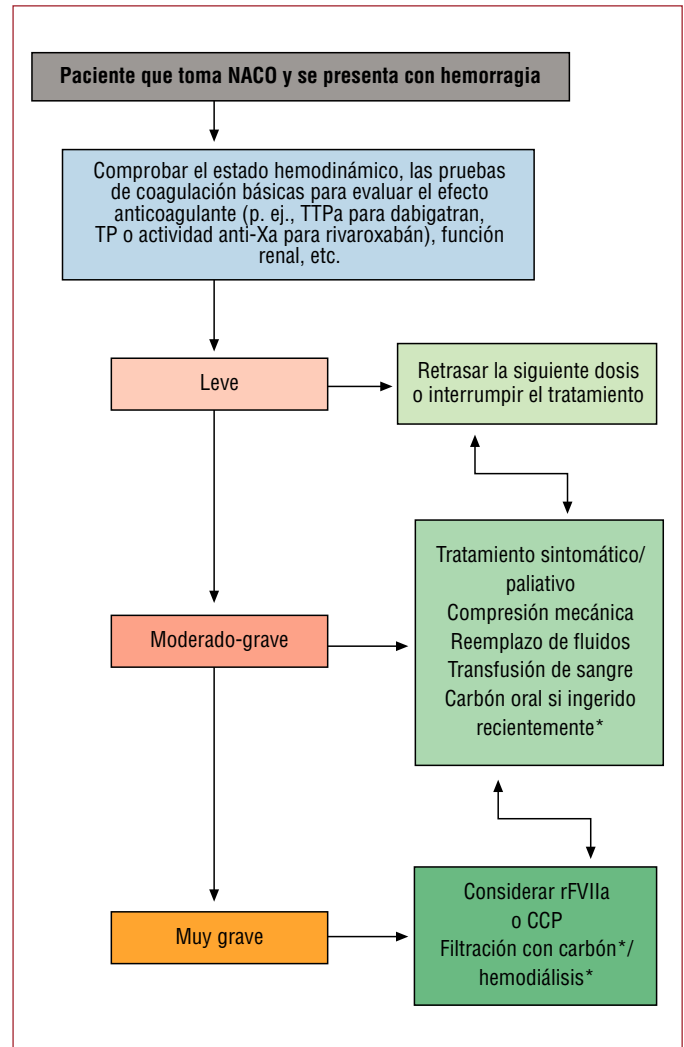 Paciente que toma NACO y se presenta con hemorragia
Comprobar el estado hemodinámico, las pruebas
de coagulación básicas para evaluar el efecto
anticoagulante (p. ej., TTPa para dabigatran,
TP o actividad anti-Xa para rivaroxabán), función
renal, etc.
Leve
Retrasar la siguiente dosis
o interrumpir el tratamiento
Moderado-grave
Tratamiento sintomático/
paliativo
Compresión mecánica
Reemplazo de fluidos
Transfusión de sangre
Carbón oral si ingerido
recientemente*
Muy grave
Considerar rFVIIa
o CCP
Filtración con carbón*/
hemodiálisis*